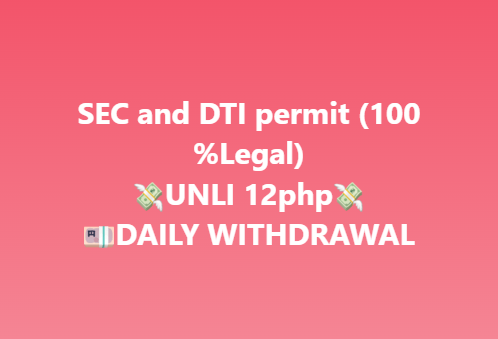 SEC and DTI permit (100
%Legal)
💸UNLI 12php💸
💵DAILY WITHDRAWAL